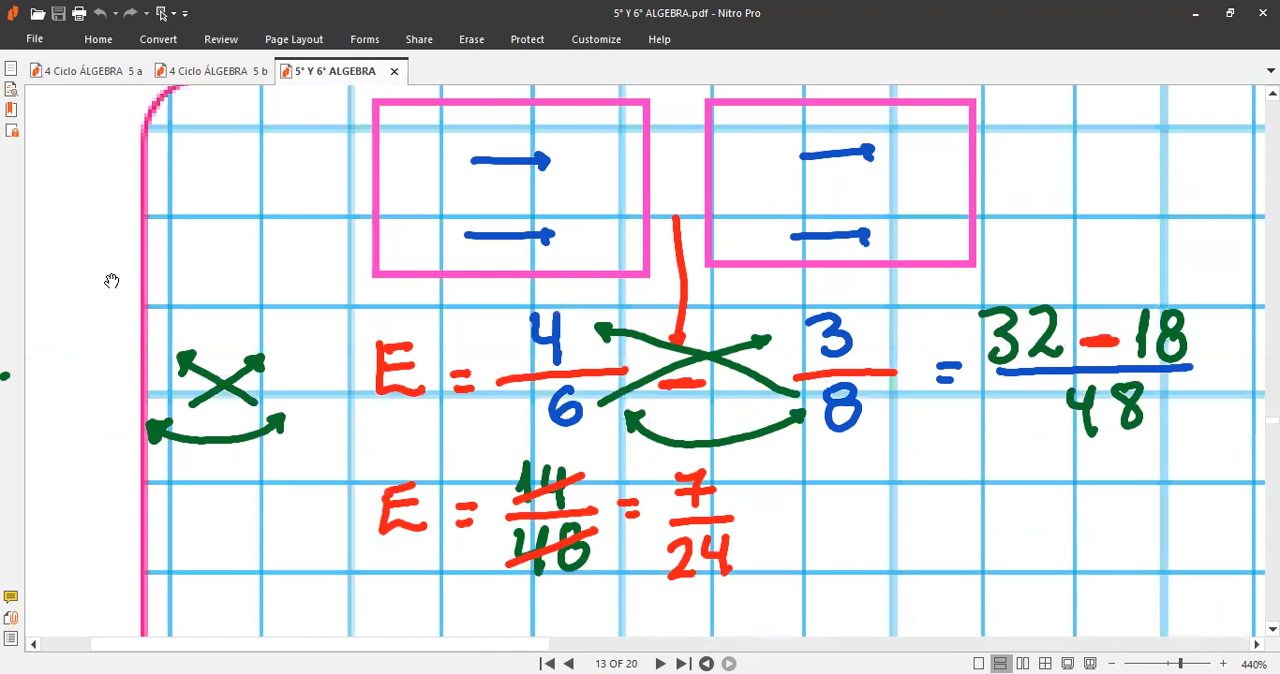 5° Y 6° ALGEBRA.pdf - Nitro Pro
File Home Convert Review Page Layout Forms Share Erase Protect Customize Help
4 Ciclo ÁLGEBRA 5 a 4 Ciclo ÁLGEBRA 5 b 5° Y 6° ALGEBRA
E = 4/6 - 3/8 = 32 - 18/48
E = 14/48 = 7/24
13 OF 20 440%